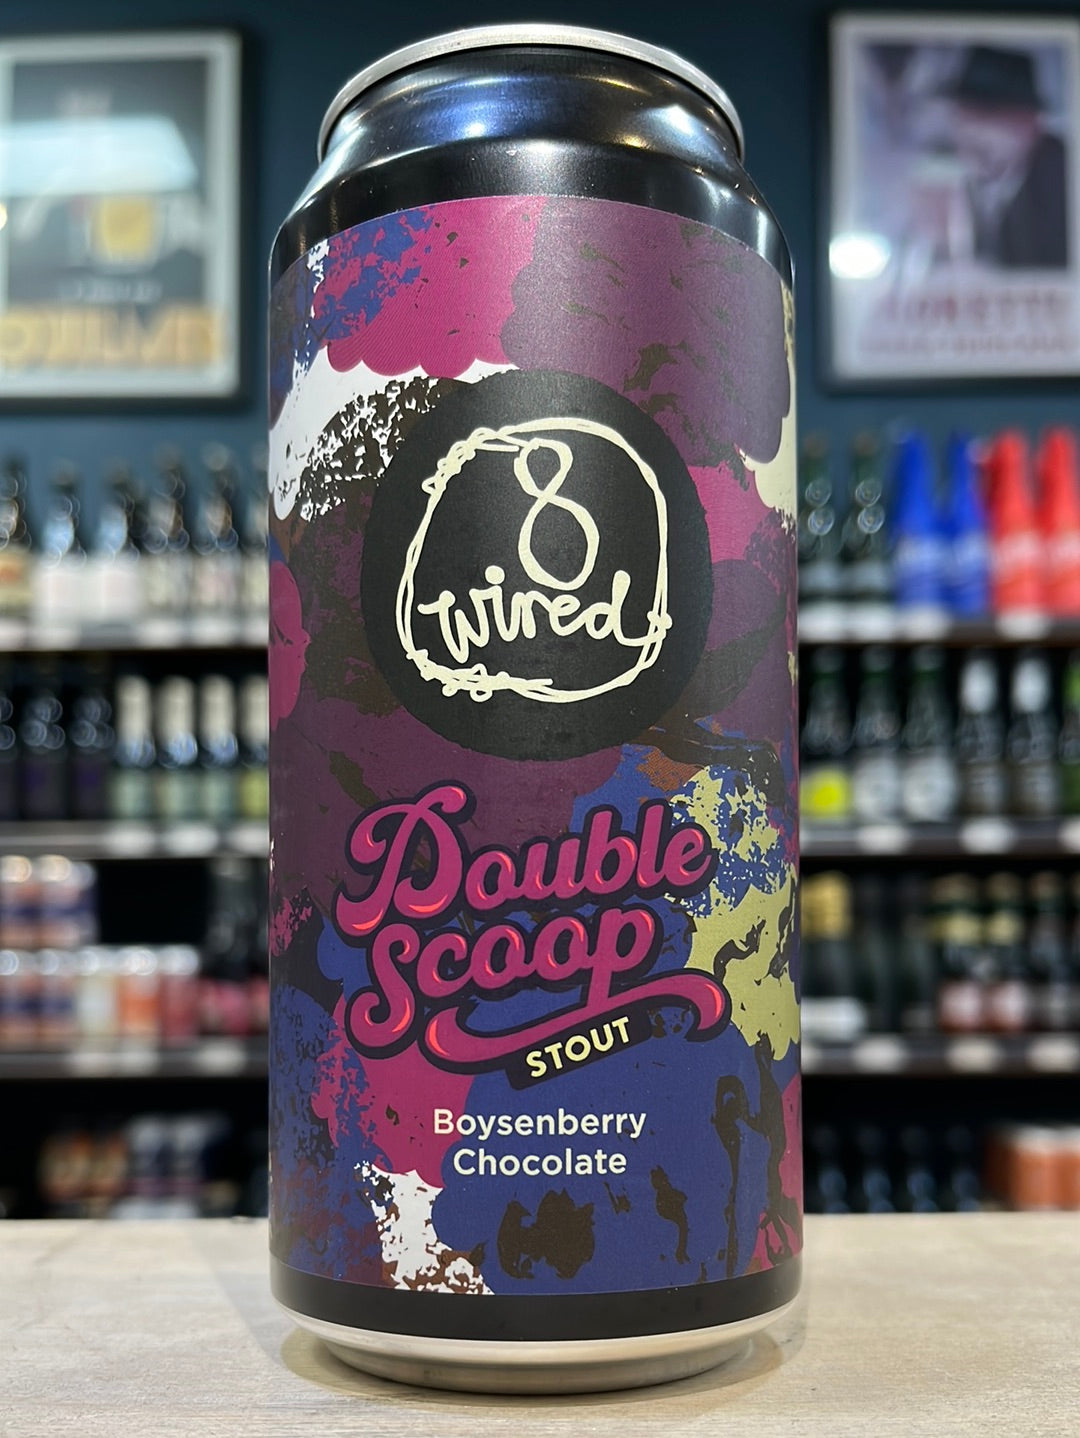 8
wired
Double
Scoop
STOUT
Boysenberry
Chocolate